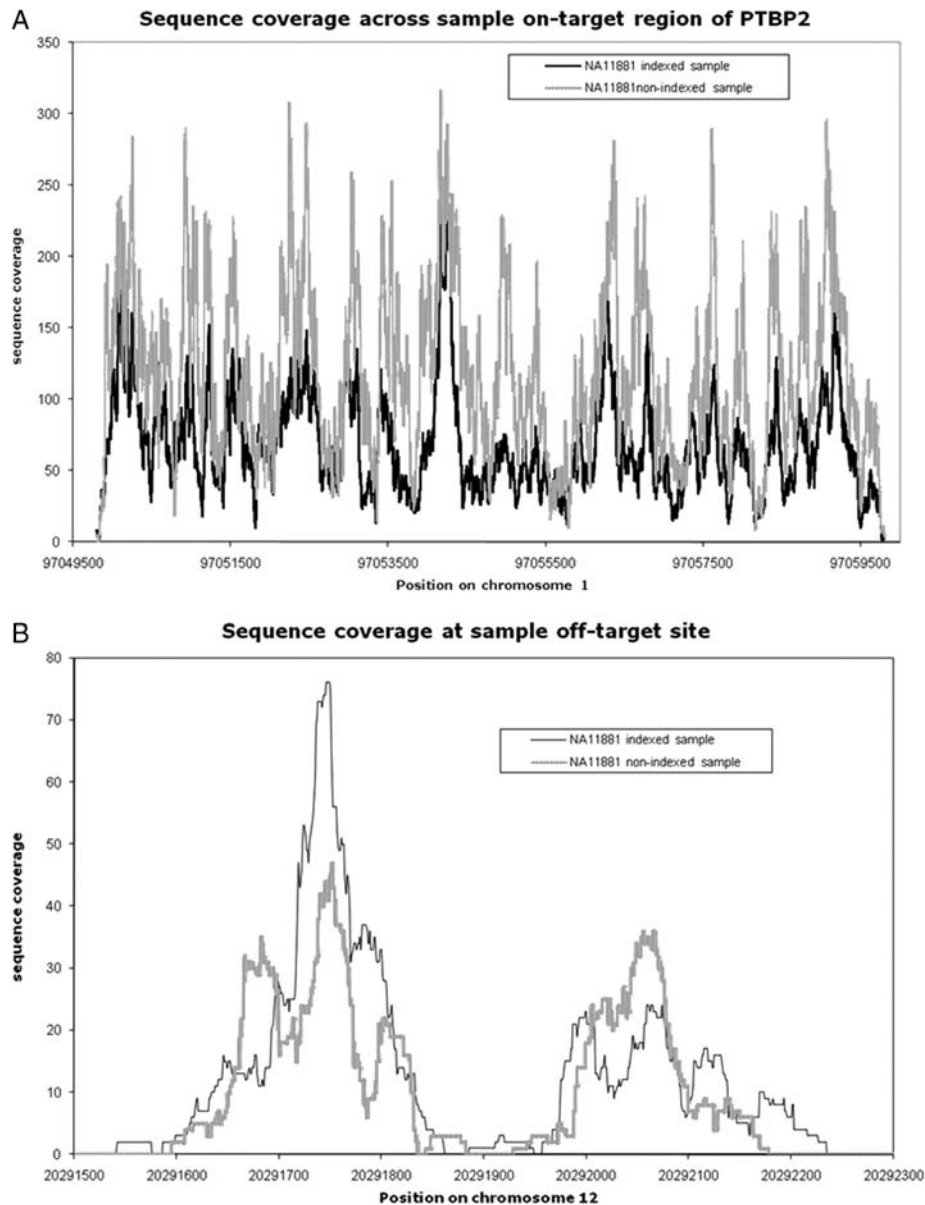 A
Sequence coverage across sample on-target region of PTBP2
350
300
250
200
150
100
50
0
sequence coverage
NA11881 indexed sample
NA11881non-indexed sample
97049500 97051500 97053500 97055500 97057500 97059500
Position on chromosome 1
B
Sequence coverage at sample off-target site
80
70
60
50
40
30
20
10
0
sequence coverage
NA11881 indexed sample
NA11881 non-indexed sample
20291500 20291600 20291700 20291800 20291900 20292000 20292100 20292200 20292300
Position on chromosome 12